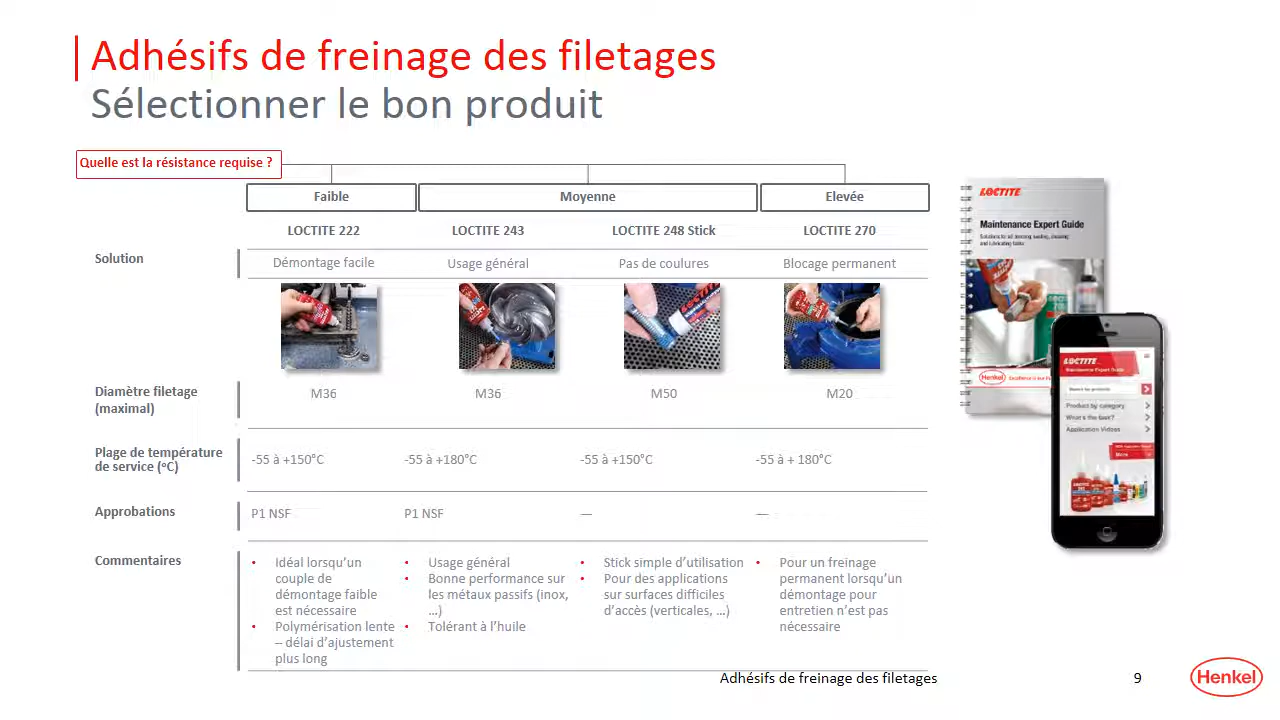 Adhésifs de freinage des filetages
Sélectionner le bon produit
Quelle est la résistance requise ?
Faible
Moyenne
Elevée
LOCTITE 222
LOCTITE 243
LOCTITE 248 Stick
LOCTITE 270
Solution
Démontage facile
Usage général
Pas de coulures
Blocage permanent
Diamètre filetage
(maximal)
M36
M36
M50
M20
Plage de température
de service (°C)
-55 à +150°C
-55 à +180°C
-55 à +150°C
-55 à + 180°C
Approbations
P1 NSF
P1 NSF
—
—
Commentaires
• Idéal lorsqu’un
couple de
démontage faible
est nécessaire
• Polymérisation lente
– délai d’ajustement
plus long
• Usage général
• Bonne performance sur
les métaux passifs (inox,
…)
• Tolérant à l’huile
• Stick simple d’utilisation
• Pour des applications
sur surfaces difficiles
d’accès (verticales, …)
• Pour un freinage
permanent lorsqu’un
démontage pour
entretien n’est pas
nécessaire
LOCTITE
Maintenance Expert Guide
Henkel
LOCTITE
Maintenance Expert Guide
Product by category
What's the task?
Application Videos
More
Adhésifs de freinage des filetages
9
Henkel